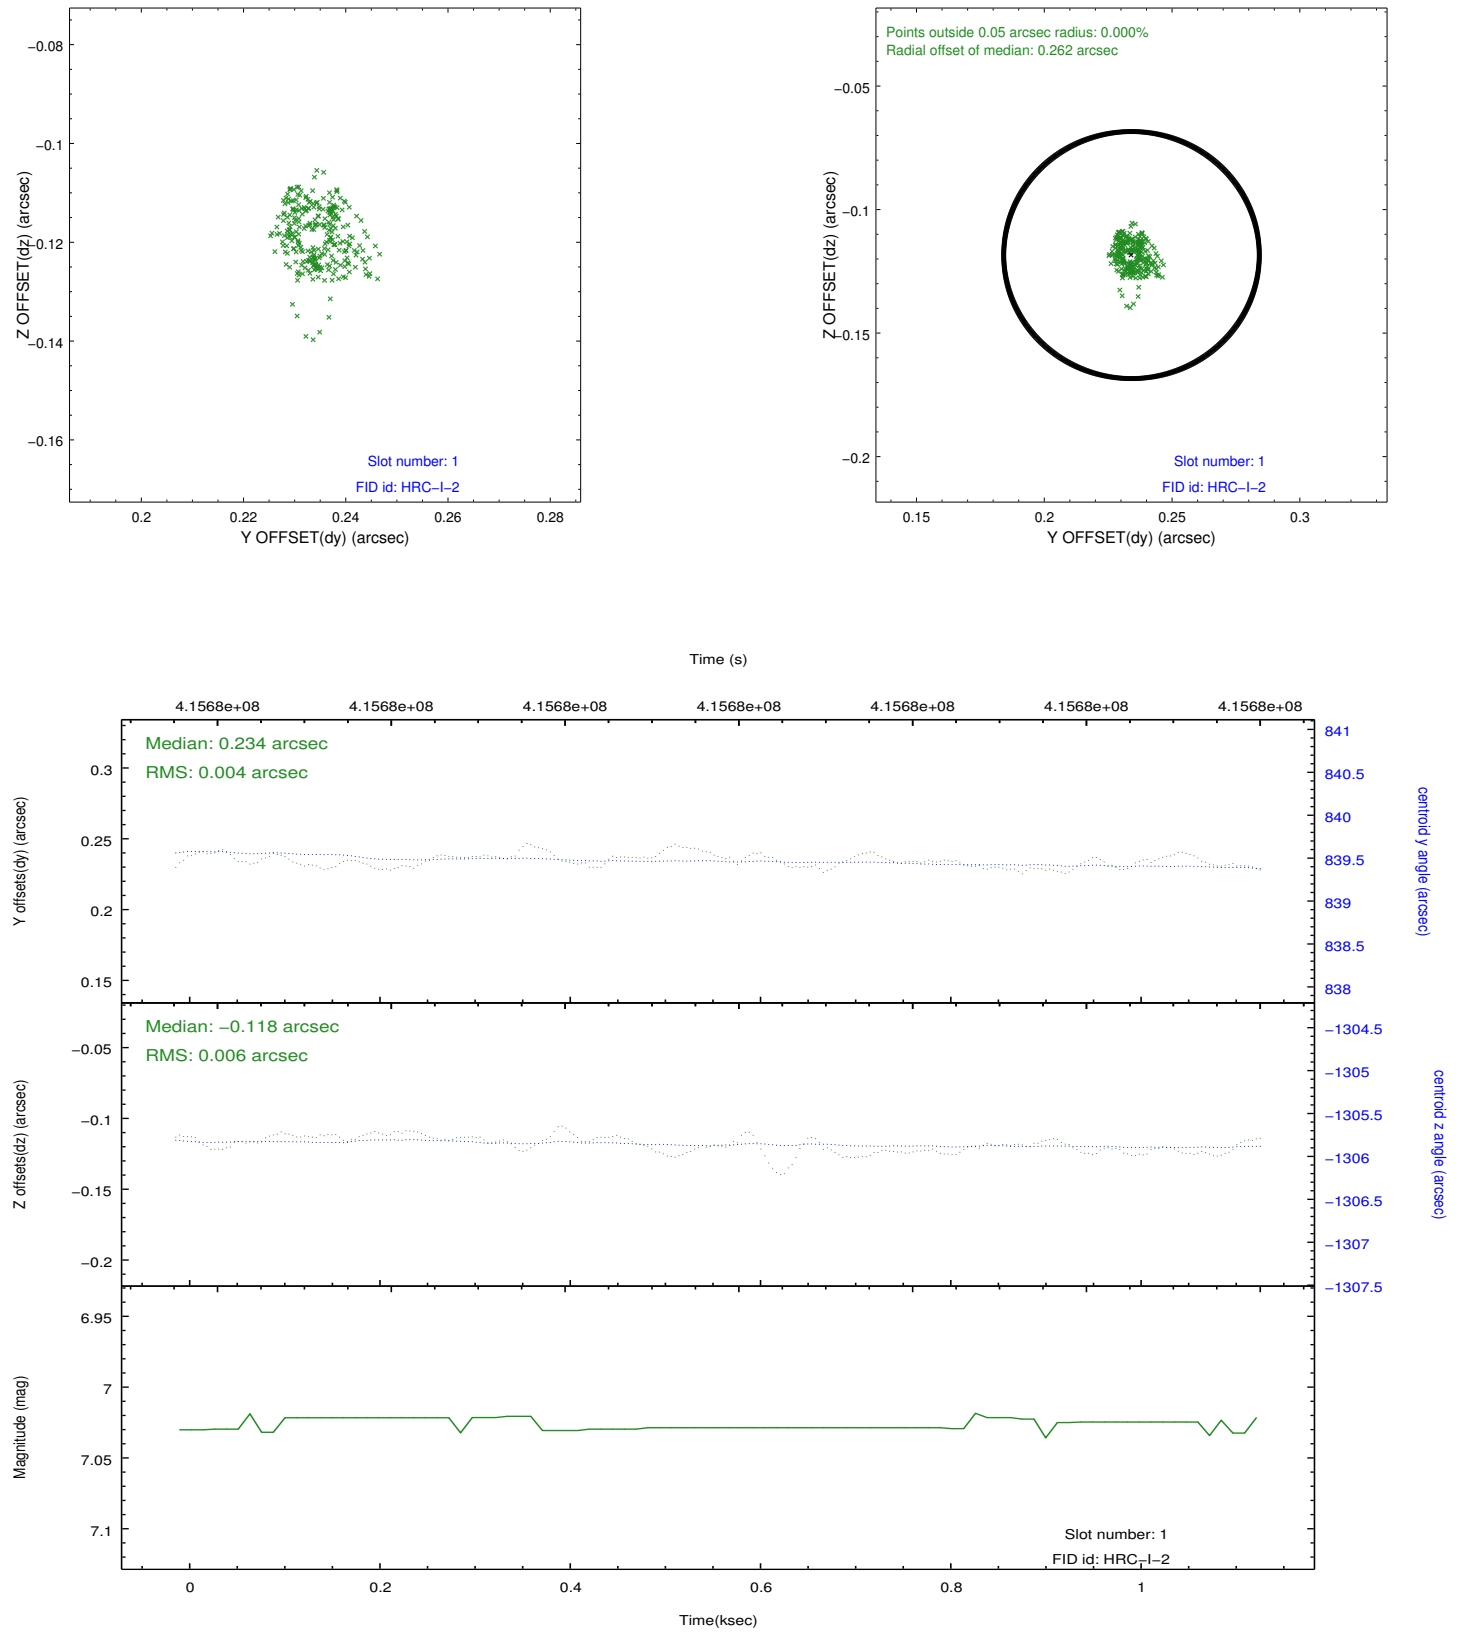 −0.08
−0.1
−0.12
−0.14
−0.16
Z OFFSET(dz) (arcsec)
Slot number: 1
FID id: HRC−I−2
0.2 0.22 0.24 0.26 0.28
Y OFFSET(dy) (arcsec)
Points outside 0.05 arcsec radius: 0.000%
Radial offset of median: 0.262 arcsec
−0.05
−0.1
−0.15
−0.2
Z OFFSET(dz) (arcsec)
Slot number: 1
FID id: HRC−I−2
0.15 0.2 0.25 0.3
Y OFFSET(dy) (arcsec)
Time (s)
4.1568e+08 4.1568e+08 4.1568e+08 4.1568e+08 4.1568e+08 4.1568e+08 4.1568e+08
Median: 0.234 arcsec
RMS: 0.004 arcsec
0.3
0.25
0.2
0.15
Y offsets(dy) (arcsec)
841
840.5
840
839.5
839
838.5
838
centroid y angle (arcsec)
Median: −0.118 arcsec
RMS: 0.006 arcsec
−0.05
−0.1
−0.15
−0.2
Z offsets(dz) (arcsec)
−1304.5
−1305
−1305.5
−1306
−1306.5
−1307
−1307.5
centroid z angle (arcsec)
6.95
7
7.05
7.1
Magnitude (mag)
Slot number: 1
FID id: HRC−I−2
0 0.2 0.4 0.6 0.8 1
Time(ksec)